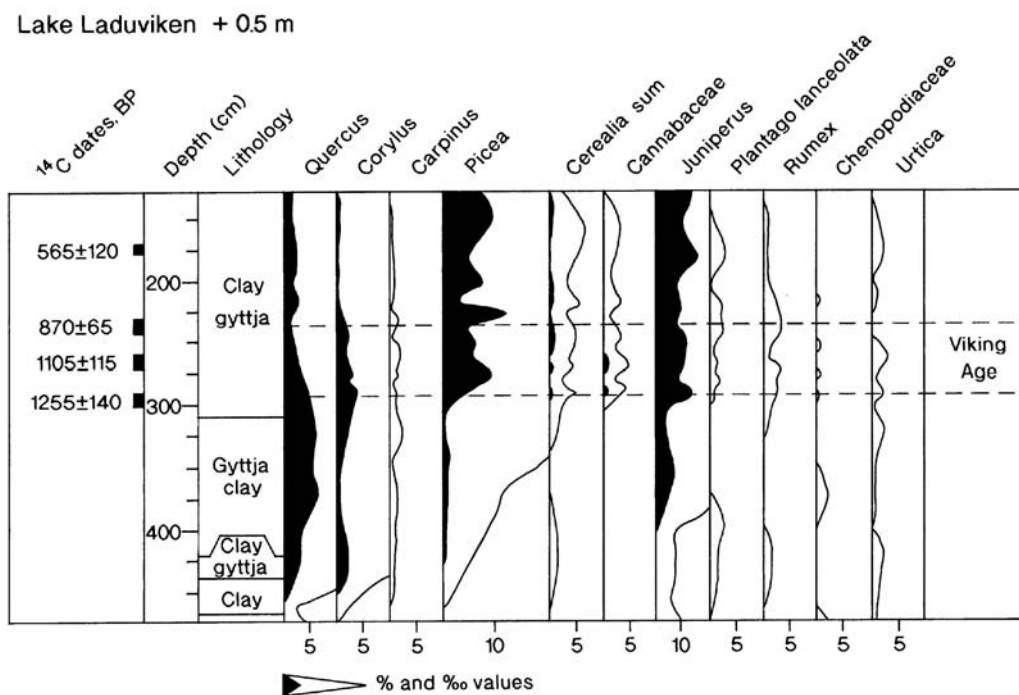 Lake Laduviken + 0.5 m
¹⁴C dates, BP
Depth (cm)
Lithology
Quercus
Corylus
Carpinus
Picea
Cerealia sum
Cannabaceae
Juniperus
Plantago lanceolata
Rumex
Chenopodiaceae
Urtica
565±120
200
Clay
gyttja
870±65
1105±115
Viking
Age
1255±140
300
Gyttja
clay
400
Clay
gyttja
Clay
5 5 5 10 5 5 10 5 5 5 5
% and ‰ values